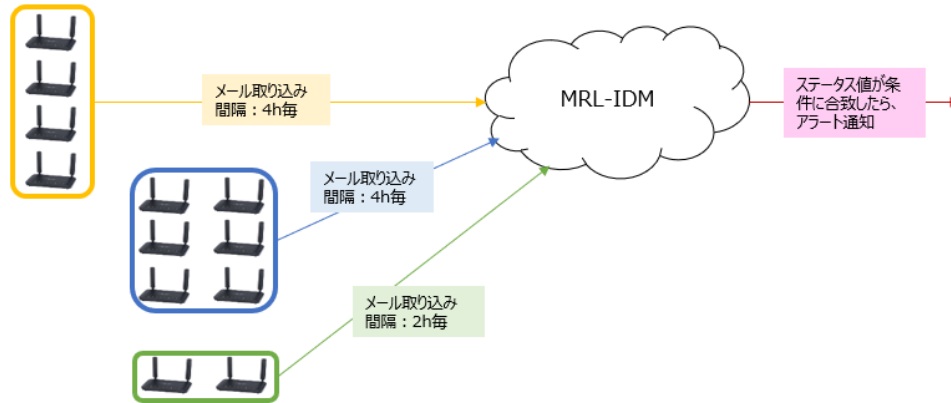 メール取り込み
間隔：4h毎
MRL-IDM
ステータス値が条
件に合致したら、
アラート通知
メール取り込み
間隔：4h毎
メール取り込み
間隔：2h毎